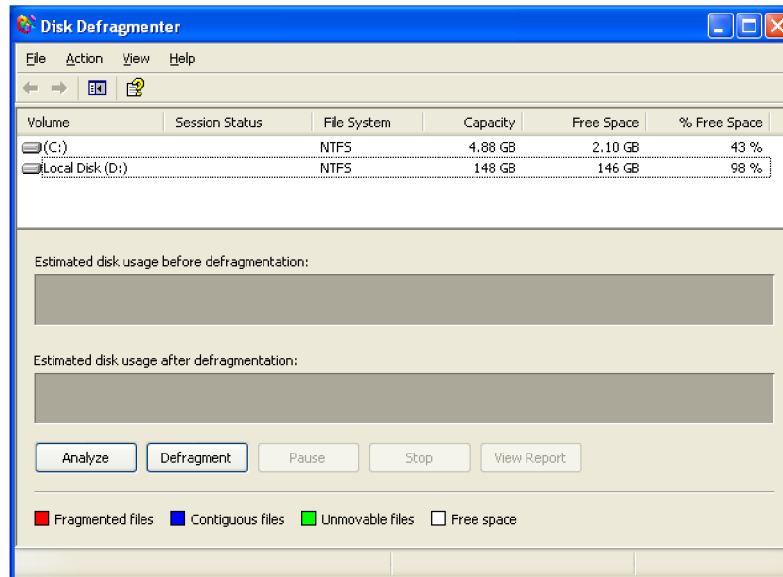 Disk Defragmenter
File Action View Help
Volume Session Status File System Capacity Free Space % Free Space
(C:) NTFS 4.88 GB 2.10 GB 43 %
Local Disk (D:) NTFS 148 GB 146 GB 98 %
Estimated disk usage before defragmentation:
Estimated disk usage after defragmentation:
Analyze Defragment Pause Stop View Report
Fragmented files Contiguous files Unmovable files Free space